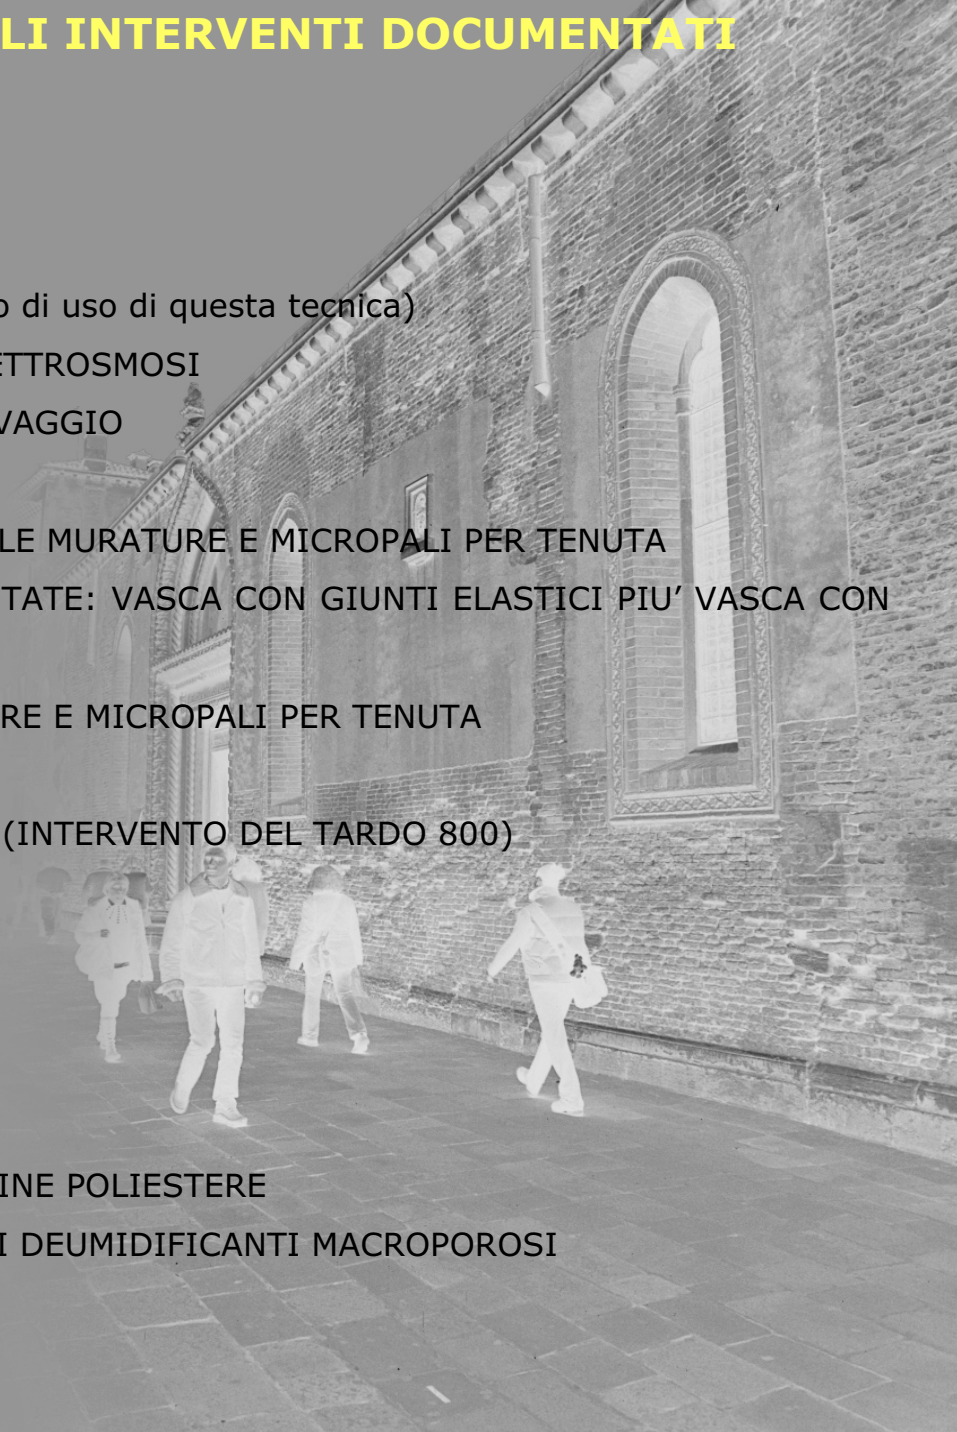 LI INTERVENTI DOCUMENTATI
o di uso di questa tecnica)
ETTROSMOSI
VAGGIO
LE MURATURE E MICROPALI PER TENUTA
TATE: VASCA CON GIUNTI ELASTICI PIU’ VASCA CON
RE E MICROPALI PER TENUTA
(INTERVENTO DEL TARDO 800)
INE POLIESTERE
I DEUMIDIFICANTI MACROPOROSI